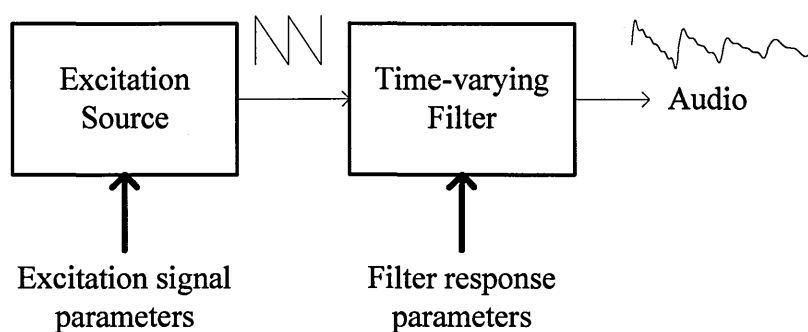 Excitation
Source
Time-varying
Filter
Audio
Excitation signal
parameters
Filter response
parameters